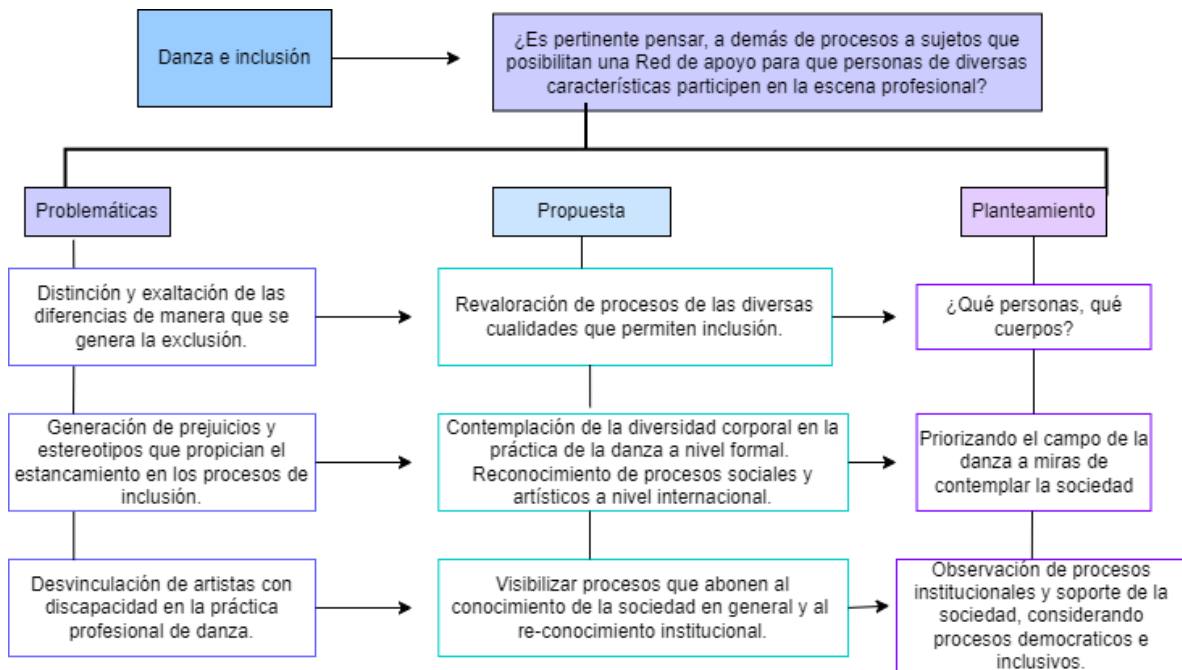 Danza e inclusión
¿Es pertinente pensar, a demás de procesos a sujetos que
posibilitan una Red de apoyo para que personas de diversas
características participen en la escena profesional?
Problemáticas
Propuesta
Planteamiento
Distinción y exaltación de las
diferencias de manera que se
genera la exclusión.
Revaloración de procesos de las diversas
cualidades que permiten inclusión.
¿Qué personas, qué
cuerpos?
Generación de prejuicios y
estereotipos que propician el
estancamiento en los procesos de
inclusión.
Contemplación de la diversidad corporal en la
práctica de la danza a nivel formal.
Reconocimiento de procesos sociales y
artísticos a nivel internacional.
Priorizando el campo de la
danza a miras de
contemplar la sociedad
Desvinculación de artistas con
discapacidad en la práctica
profesional de danza.
Visibilizar procesos que abonen al
conocimiento de la sociedad en general y al
re-conocimiento institucional.
Observación de procesos
institucionales y soporte de la
sociedad, considerando
procesos democraticos e
inclusivos.